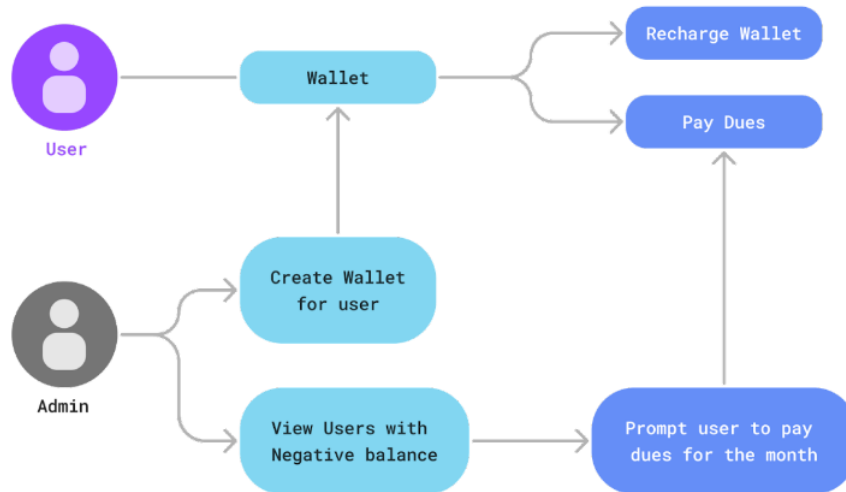 Recharge Wallet
Wallet
Pay Dues
User
Create Wallet
for user
Admin
View Users with
Negative balance
Prompt user to pay
dues for the month